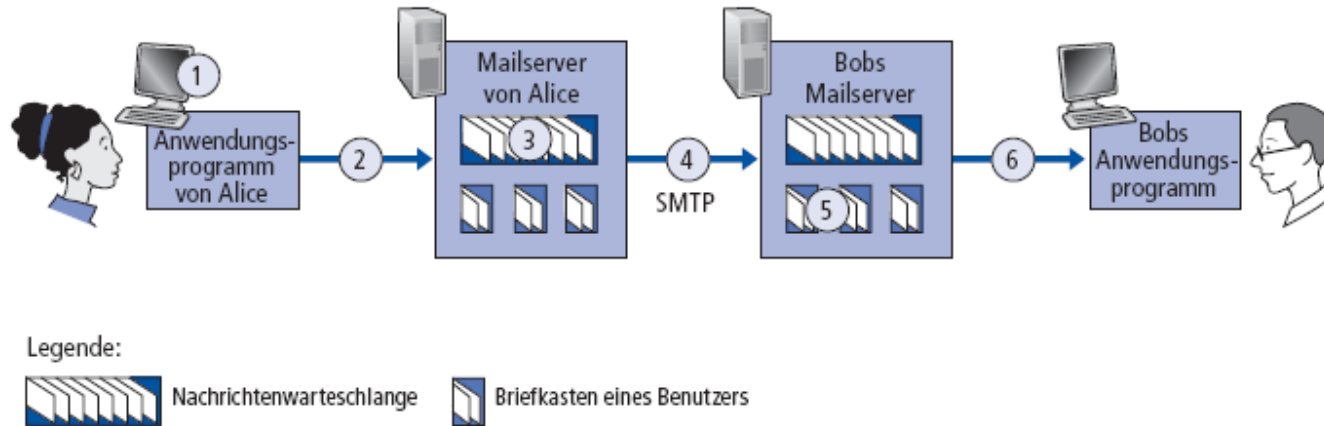 1
Anwendungs-
programm
von Alice
2
Mailserver
von Alice
3
4
SMTP
Bobs
Mailserver
5
6
Bobs
Anwendungs-
programm
Legende:
Nachrichtenwarteschlange
Briefkasten eines Benutzers